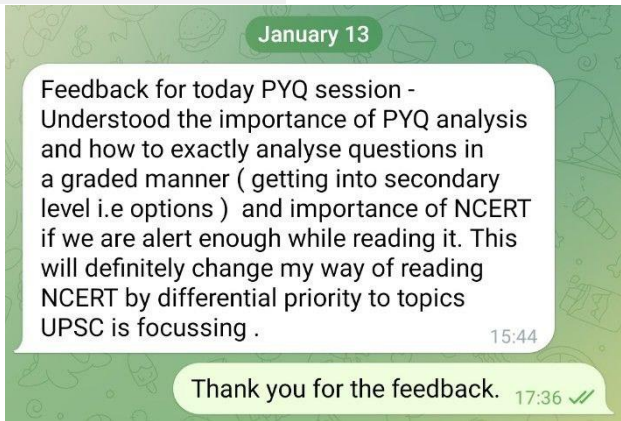 January 13
Feedback for today PYQ session -
Understood the importance of PYQ analysis
and how to exactly analyse questions in
a graded manner ( getting into secondary
level i.e options )  and importance of NCERT
if we are alert enough while reading it. This
will definitely change my way of reading
NCERT by differential priority to topics
UPSC is focussing .
15:44
Thank you for the feedback.
17:36